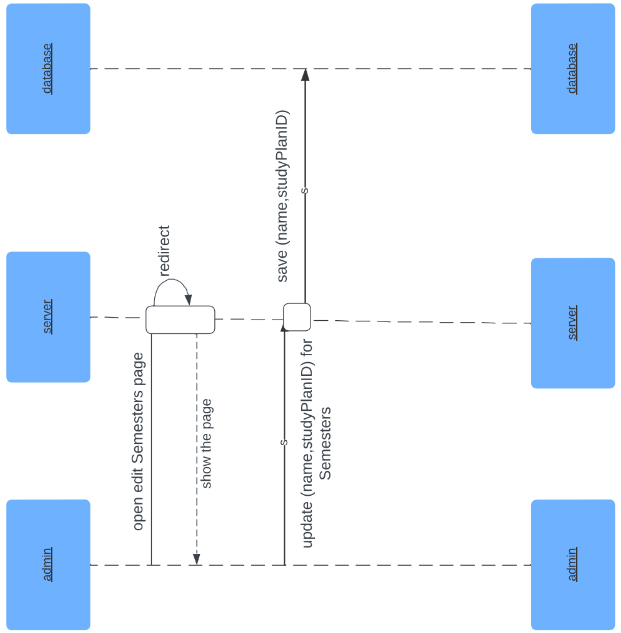 admin
server
database
open edit Semesters page
redirect
show the page
s
update (name,studyPlanID) for
Semesters
s
save (name,studyPlanID)
admin
server
database